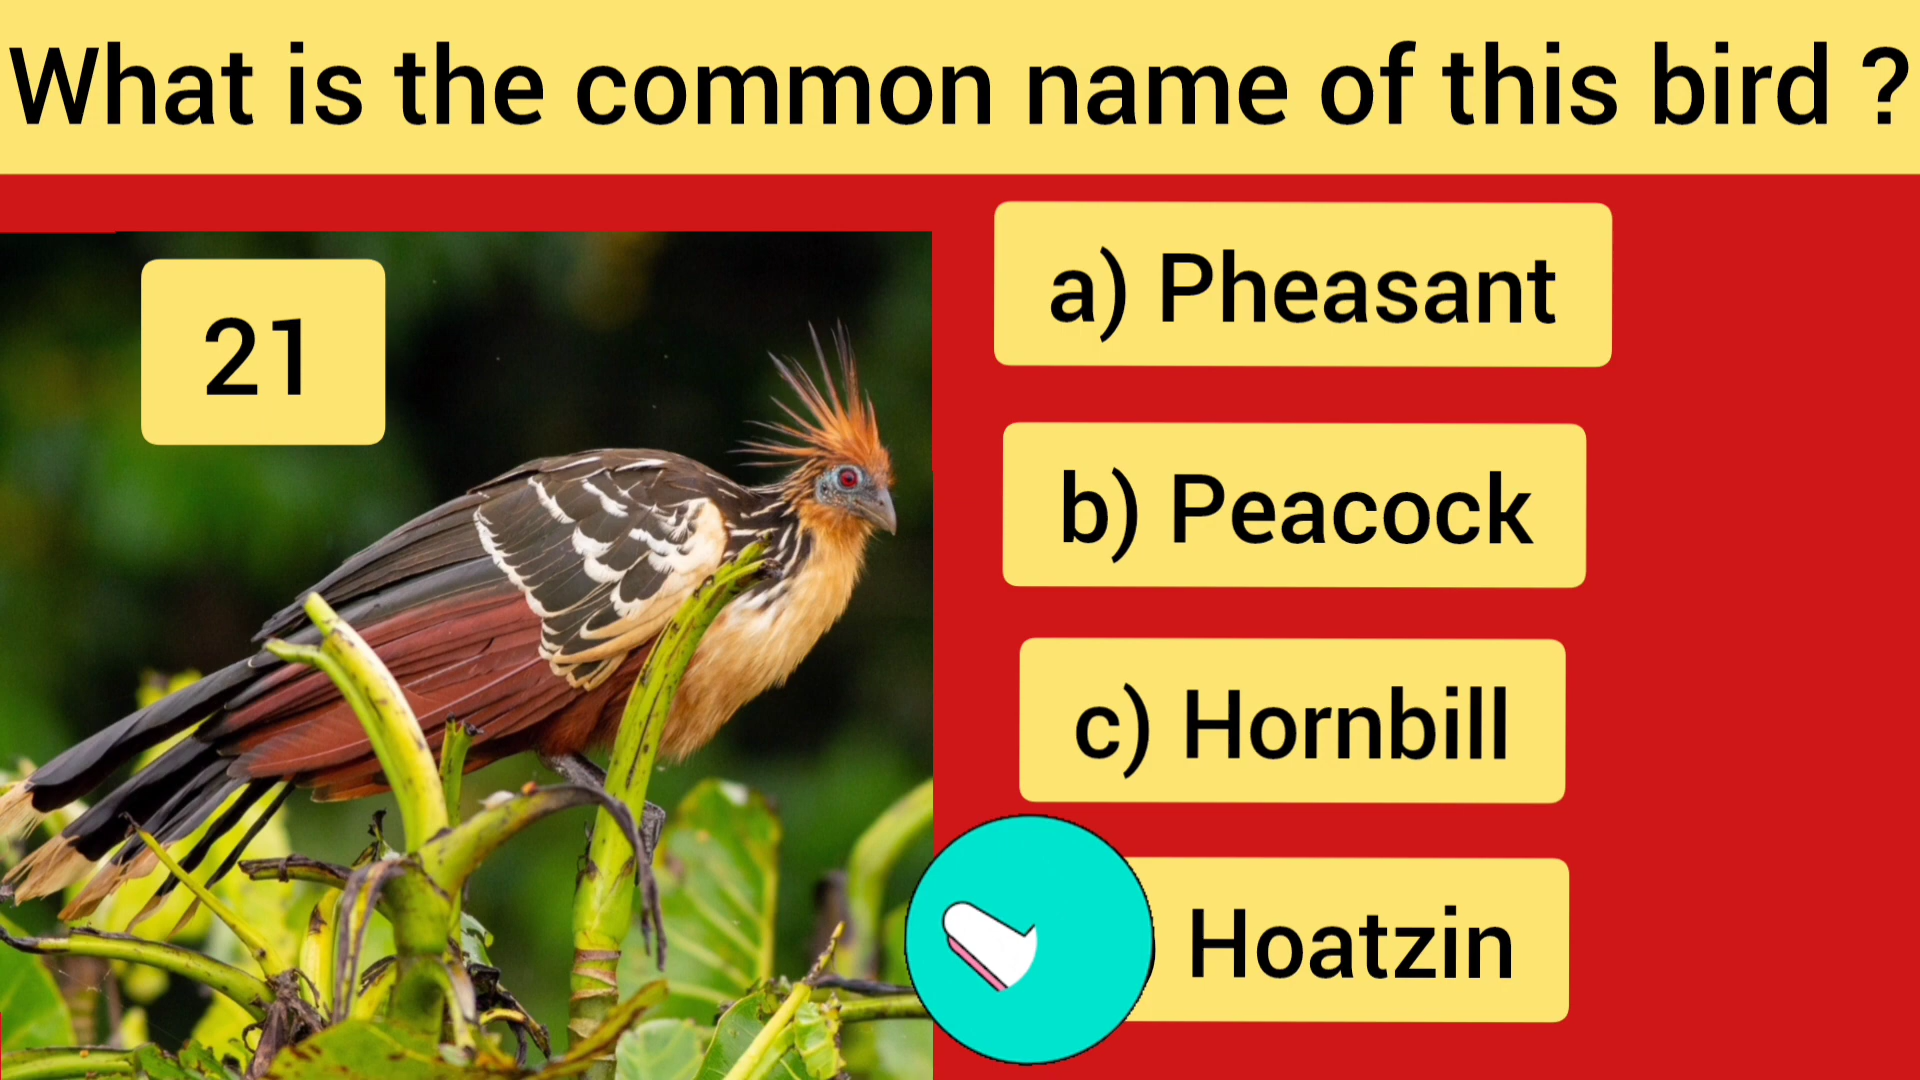 What is the common name of this bird ?
21
a) Pheasant
b) Peacock
c) Hornbill
Hoatzin